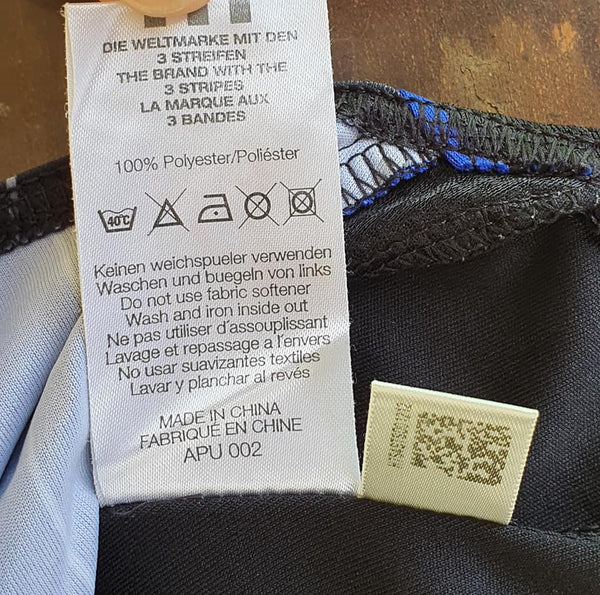 DIE WELTMARKE MIT DEN
3 STREIFEN
THE BRAND WITH THE
3 STRIPES
LA MARQUE AUX
3 BANDES
100% Polyester/Poliéster
40°C
Keinen weichspueler verwenden
Waschen und buegeln von links
Do not use fabric softener
Wash and iron inside out
Ne pas utiliser d'assouplissant
Lavage et repassage a l'envers
No usar suavizantes textiles
Lavar y planchar al revés
MADE IN CHINA
FABRIQUÉ EN CHINE
APU 002